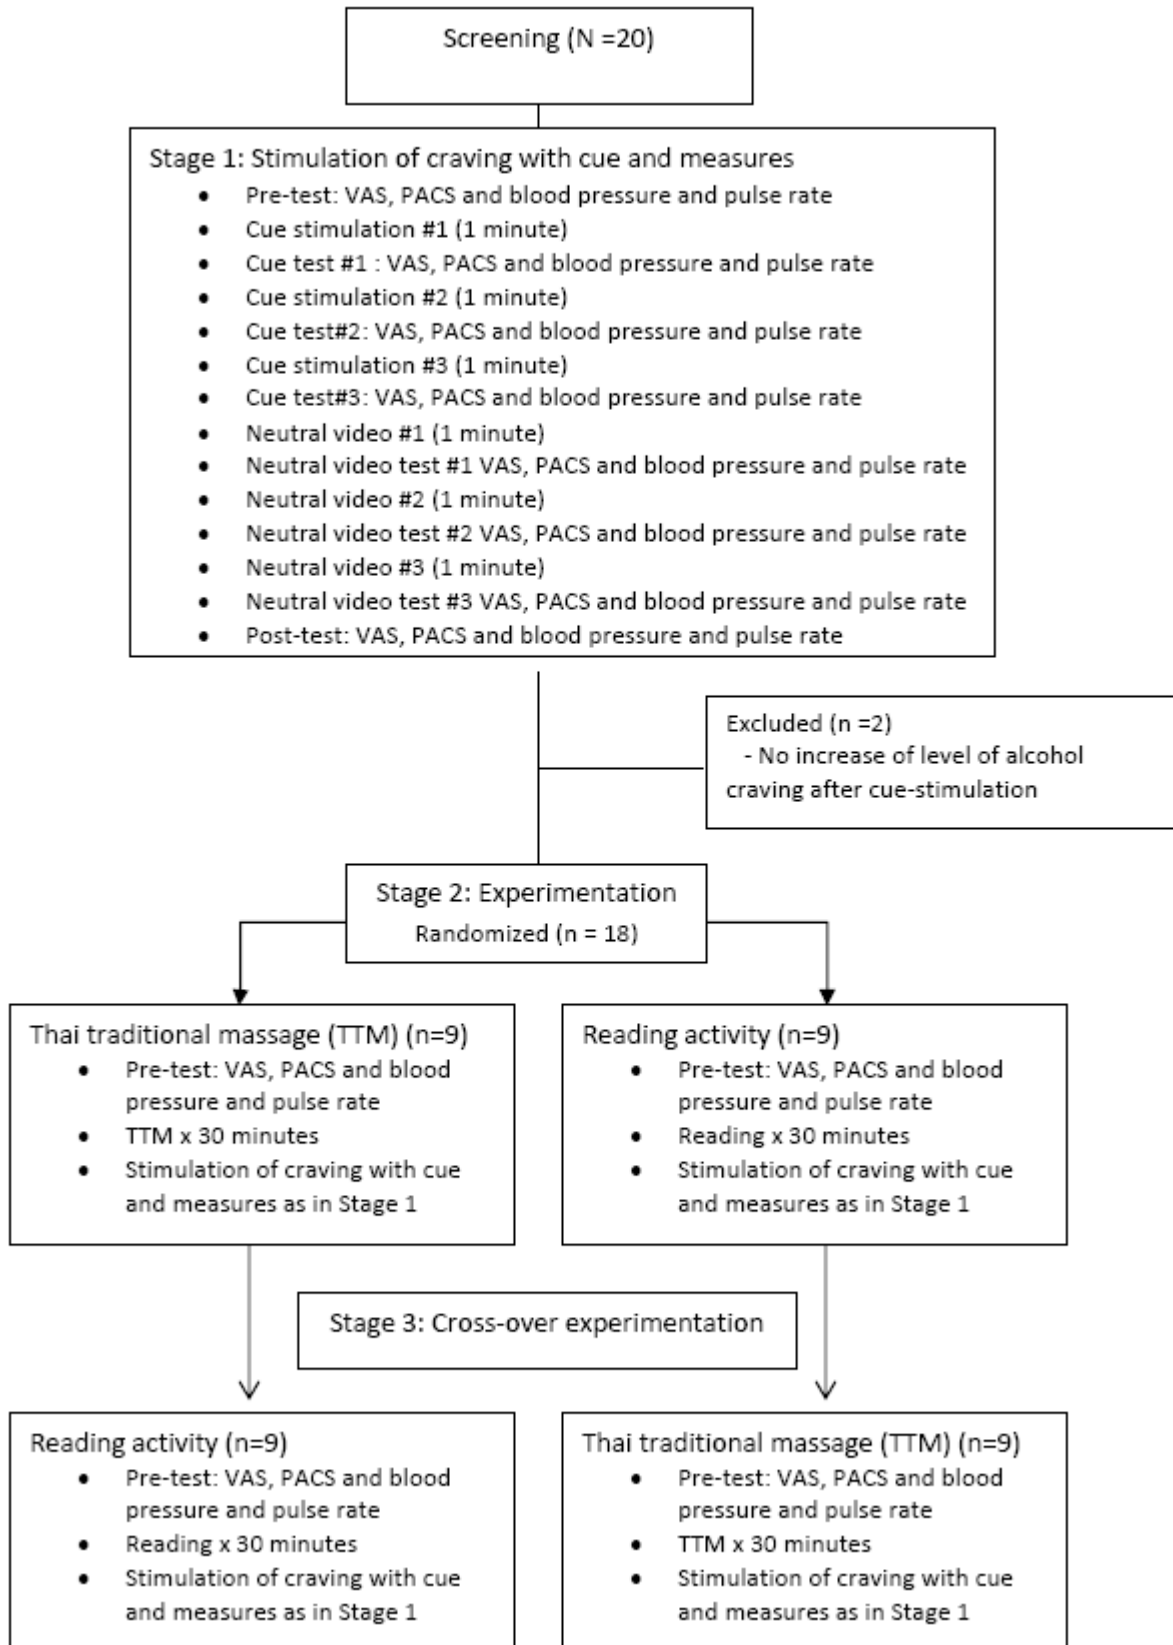 Screening (N =20)
Stage 1: Stimulation of craving with cue and measures
• Pre-test: VAS, PACS and blood pressure and pulse rate
• Cue stimulation #1 (1 minute)
• Cue test #1 : VAS, PACS and blood pressure and pulse rate
• Cue stimulation #2 (1 minute)
• Cue test#2: VAS, PACS and blood pressure and pulse rate
• Cue stimulation #3 (1 minute)
• Cue test#3: VAS, PACS and blood pressure and pulse rate
• Neutral video #1 (1 minute)
• Neutral video test #1 VAS, PACS and blood pressure and pulse rate
• Neutral video #2 (1 minute)
• Neutral video test #2 VAS, PACS and blood pressure and pulse rate
• Neutral video #3 (1 minute)
• Neutral video test #3 VAS, PACS and blood pressure and pulse rate
• Post-test: VAS, PACS and blood pressure and pulse rate
Excluded (n =2)
- No increase of level of alcohol
craving after cue-stimulation
Stage 2: Experimentation
Randomized (n = 18)
Thai traditional massage (TTM) (n=9)
• Pre-test: VAS, PACS and blood
pressure and pulse rate
• TTM x 30 minutes
• Stimulation of craving with cue
and measures as in Stage 1
Reading activity (n=9)
• Pre-test: VAS, PACS and blood
pressure and pulse rate
• Reading x 30 minutes
• Stimulation of craving with cue
and measures as in Stage 1
Stage 3: Cross-over experimentation
Reading activity (n=9)
• Pre-test: VAS, PACS and blood
pressure and pulse rate
• Reading x 30 minutes
• Stimulation of craving with cue
and measures as in Stage 1
Thai traditional massage (TTM) (n=9)
• Pre-test: VAS, PACS and blood
pressure and pulse rate
• TTM x 30 minutes
• Stimulation of craving with cue
and measures as in Stage 1